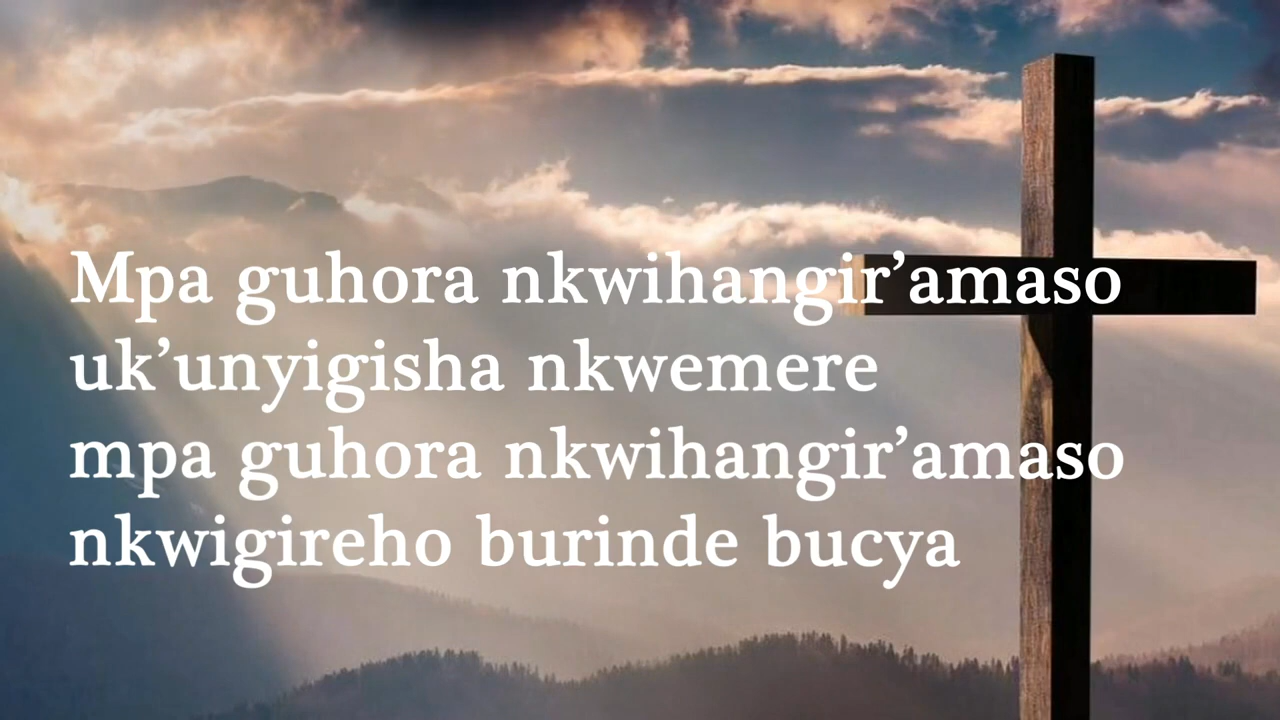 Mpa guhora nkwihangir’amaso
uk’unyigisha nkwemere
mpa guhora nkwihangir’amaso
nkwigireho burinde bucya